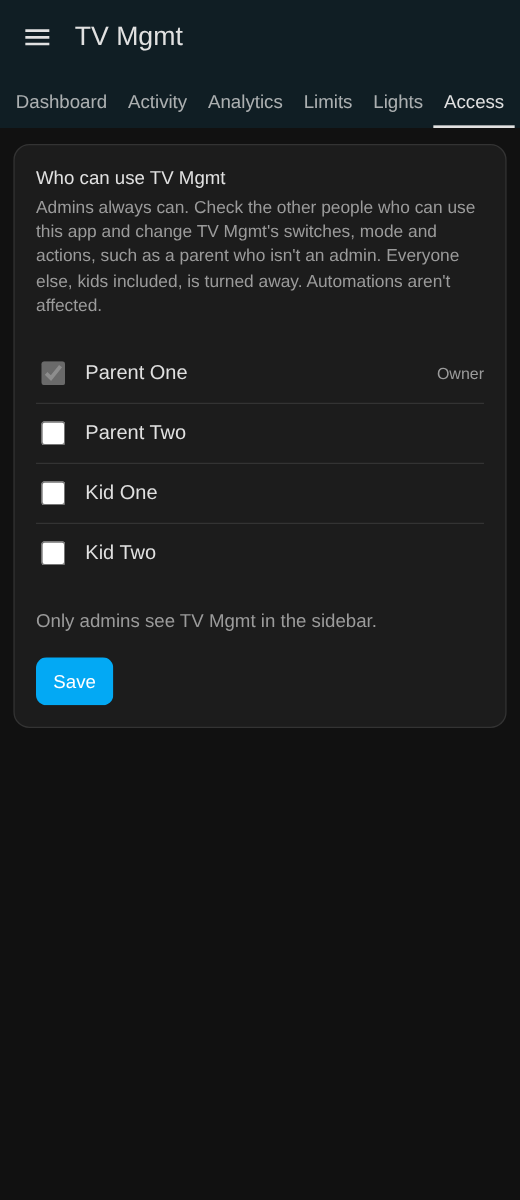 TV Mgmt
Dashboard Activity Analytics Limits Lights Access
Who can use TV Mgmt
Admins always can. Check the other people who can use
this app and change TV Mgmt's switches, mode and
actions, such as a parent who isn't an admin. Everyone
else, kids included, is turned away. Automations aren't
affected.
Parent One Owner
Parent Two
Kid One
Kid Two
Only admins see TV Mgmt in the sidebar.
Save